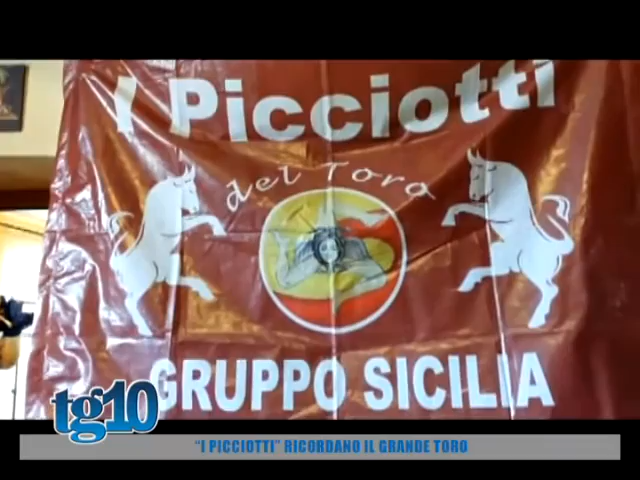 I Picciotti
del Toro
GRUPPO SICILIA
tg10
“I PICCIOTTI” RICORDANO IL GRANDE TORO